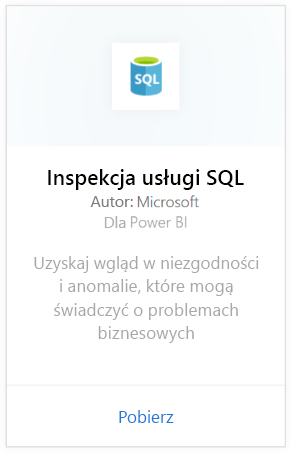 SQL
Inspekcja usługi SQL
Autor: Microsoft
Dla Power BI
Uzyskaj wgląd w niezgodności
i anomalie, które mogą
świadczyć o problemach
biznesowych
Pobierz